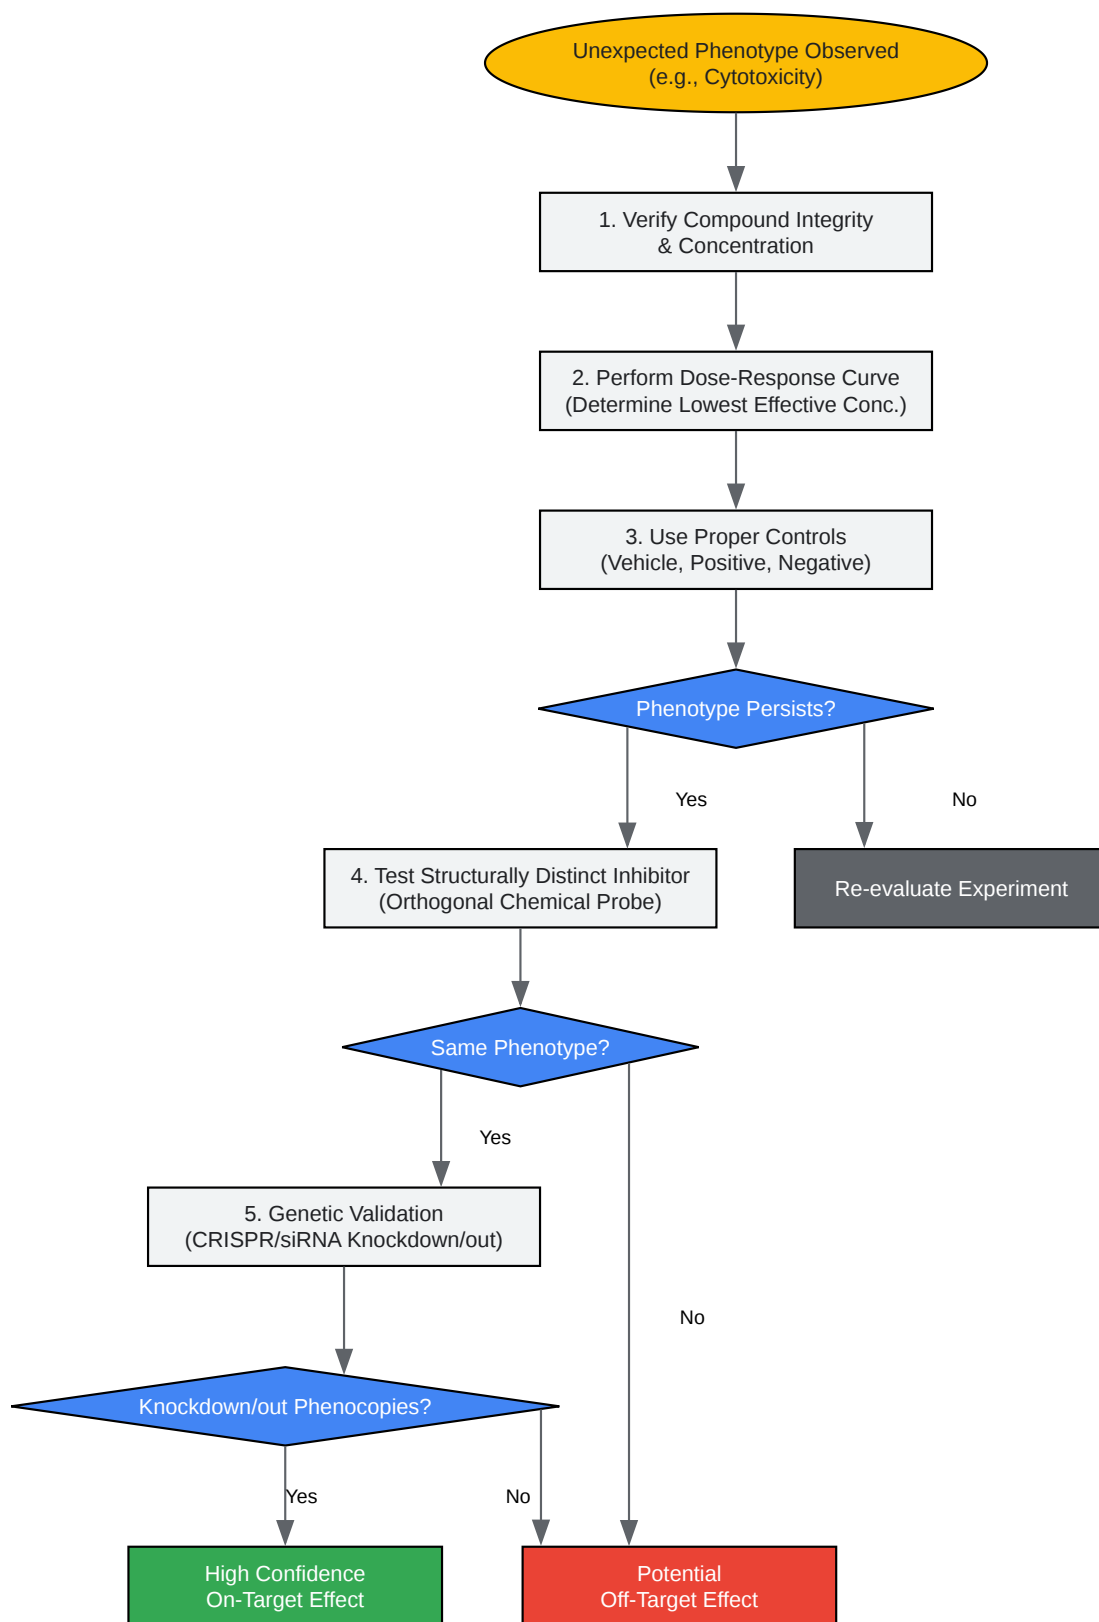 Unexpected Phenotype Observed
(e.g., Cytotoxicity)
1. Verify Compound Integrity
& Concentration
2. Perform Dose-Response Curve
(Determine Lowest Effective Conc.)
3. Use Proper Controls
(Vehicle, Positive, Negative)
Phenotype Persists?
Yes
No
4. Test Structurally Distinct Inhibitor
(Orthogonal Chemical Probe)
Re-evaluate Experiment
Same Phenotype?
Yes
5. Genetic Validation
(CRISPR/siRNA Knockdown/out)
No
Knockdown/out Phenocopies?
Yes
No
High Confidence
On-Target Effect
Potential
Off-Target Effect